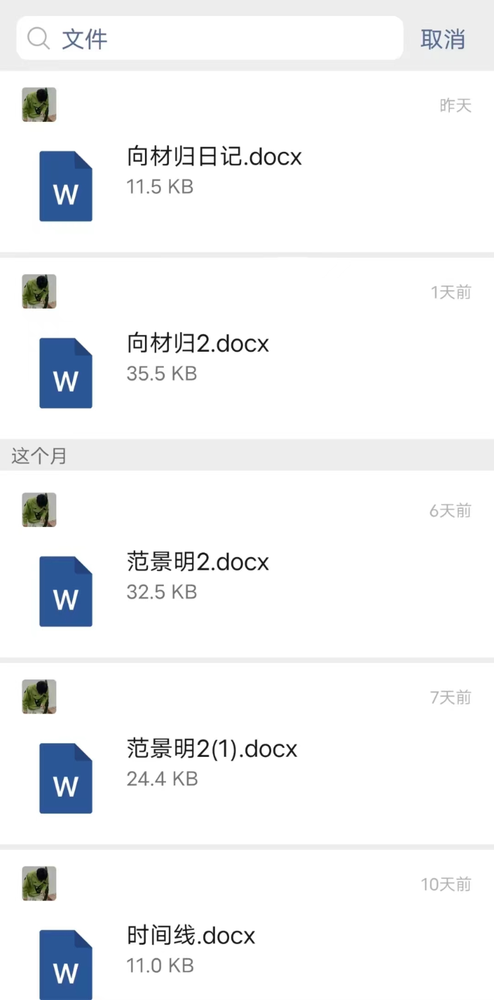 文件
取消
昨天
向材归日记.docx
11.5 KB
W
1天前
向材归2.docx
35.5 KB
W
这个月
6天前
范景明2.docx
32.5 KB
W
7天前
范景明2(1).docx
24.4 KB
W
10天前
时间线.docx
11.0 KB
W